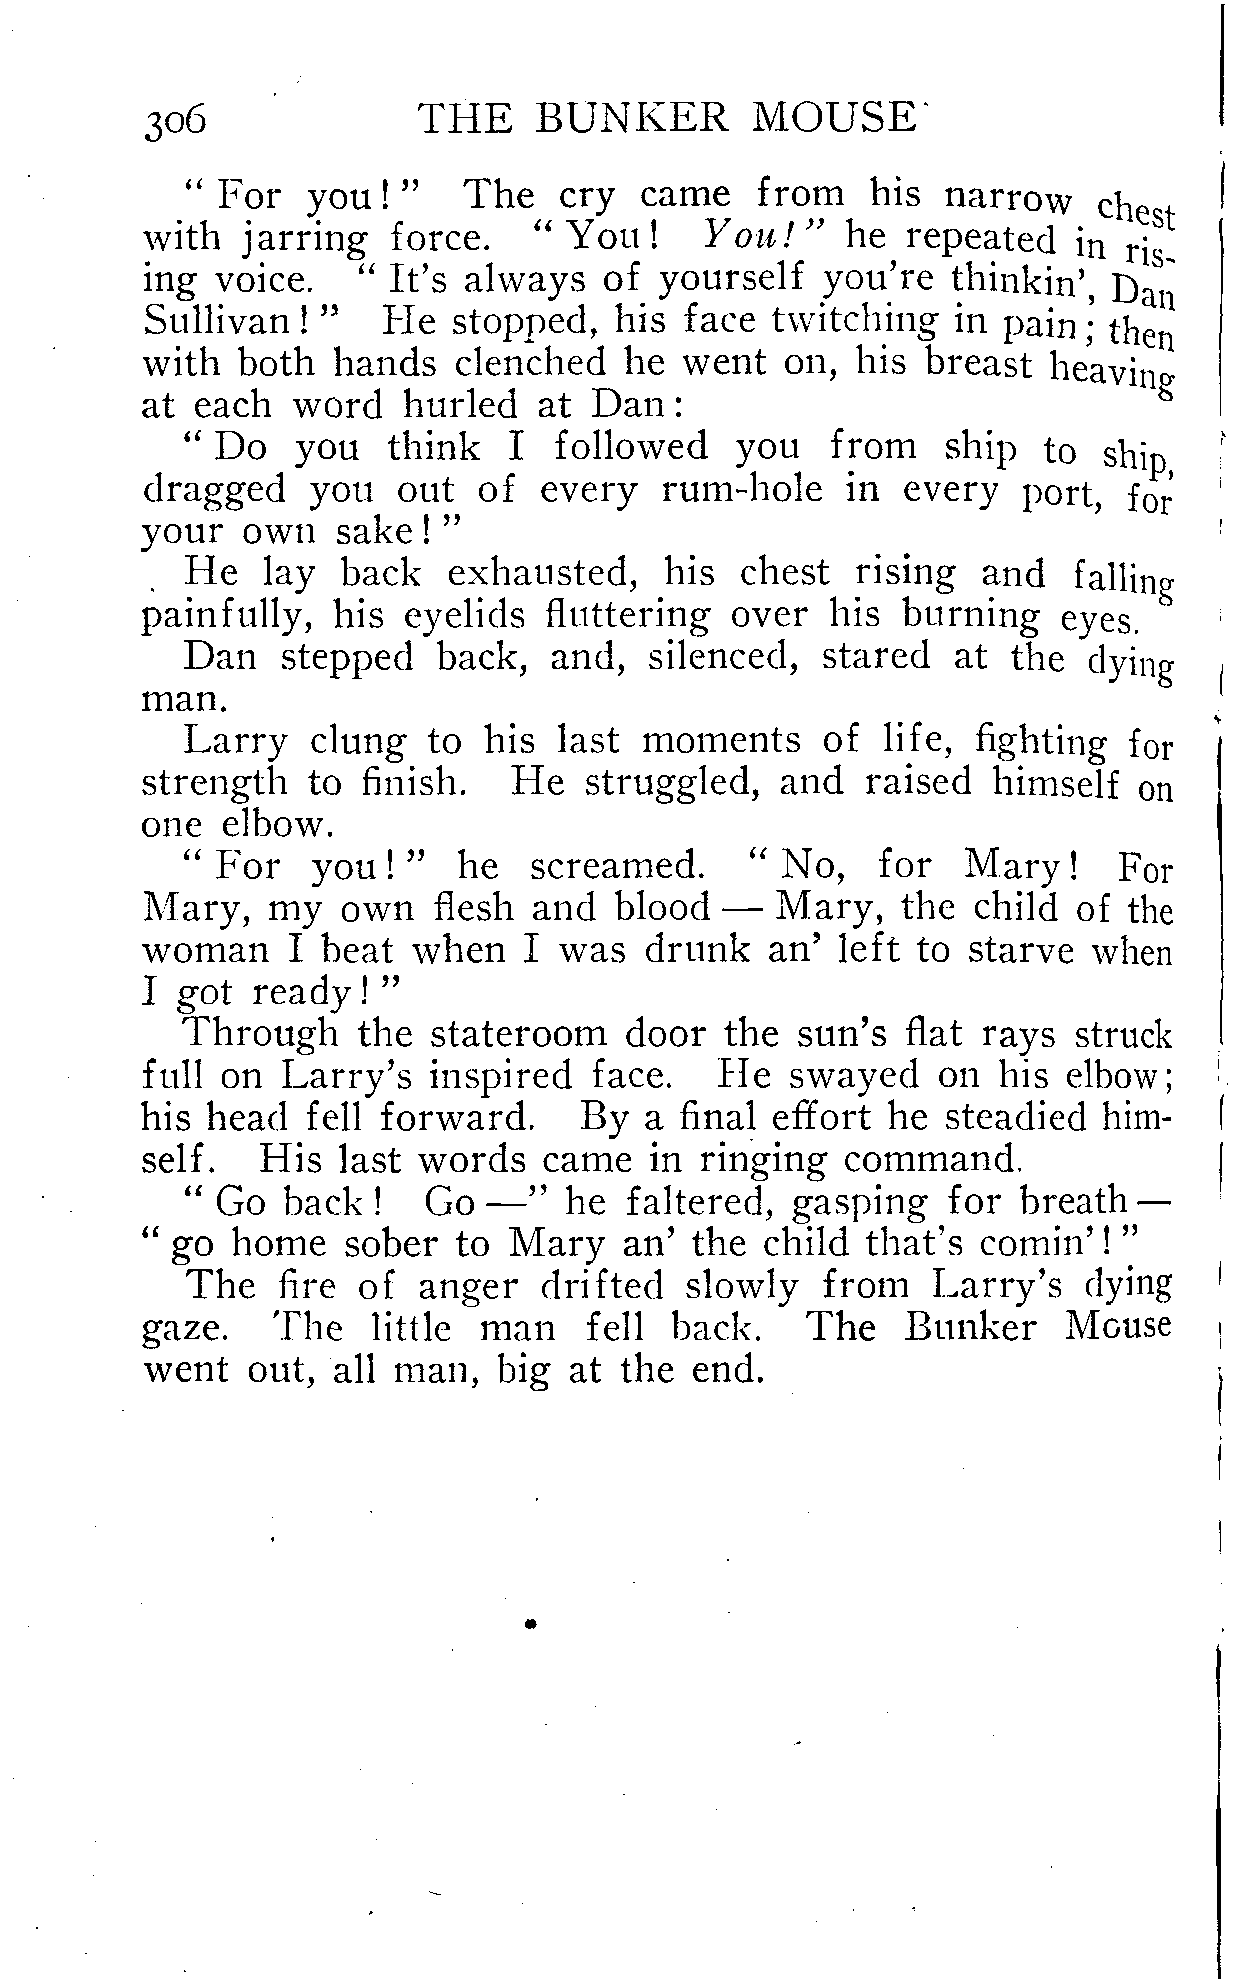 306 THE BUNKER MOUSE
" For you! " The cry came from his narrow chest
with jarring force. " You! You! " he repeated in ris-
ing voice. " It's always of yourself you're thinkin', Dan
Sullivan! " He stopped, his face twitching in pain; then
with both hands clenched he went on, his breast heaving
at each word hurled at Dan:
" Do you think I followed you from ship to ship,
dragged you out of every rum-hole in every port, for
your own sake! "
He lay back exhausted, his chest rising and falling
painfully, his eyelids fluttering over his burning eyes.
Dan stepped back, and, silenced, stared at the dying
man.
Larry clung to his last moments of life, fighting for
strength to finish. He struggled, and raised himself on
one elbow.
" For you! " he screamed. " No, for Mary! For
Mary, my own flesh and blood — Mary, the child of the
woman I beat when I was drunk an' left to starve when
I got ready! "
Through the stateroom door the sun's flat rays struck
full on Larry's inspired face. He swayed on his elbow;
his head fell forward. By a final effort he steadied him-
self. His last words came in ringing command.
" Go back! Go —" he faltered, gasping for breath —
" go home sober to Mary an' the child that's comin'! "
The fire of anger drifted slowly from Larry's dying
gaze. The little man fell back. The Bunker Mouse
went out, all man, big at the end.